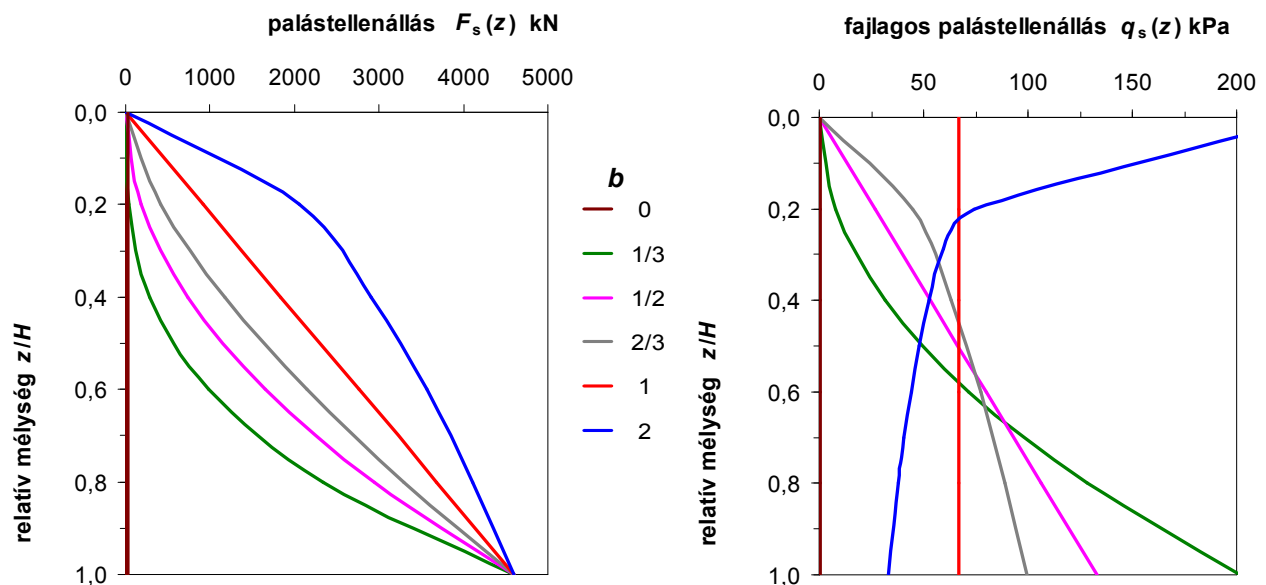 palástellenállás Fs(z) kN
0 1000 2000 3000 4000 5000
0,0
0,2
0,4
0,6
0,8
1,0
relatív mélység z/H
b
0
1/3
1/2
2/3
1
2
fajlagos palástellenállás qs(z) kPa
0 50 100 150 200
0,0
0,2
0,4
0,6
0,8
1,0
relatív mélység z/H